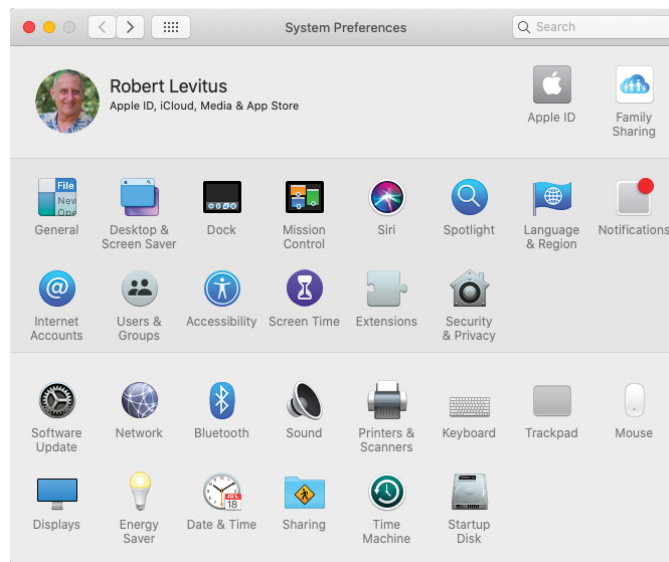 System Preferences
Search
Robert Levitus
Apple ID, iCloud, Media & App Store
Apple ID
Family
Sharing
File
New
Ope
General
Desktop &
Screen Saver
Dock
Mission
Control
Siri
Spotlight
Language
& Region
Notifications
Internet
Accounts
Users &
Groups
Accessibility
Screen Time
Extensions
Security
& Privacy
Software
Update
Network
Bluetooth
Sound
Printers &
Scanners
Keyboard
Trackpad
Mouse
Displays
Energy
Saver
JUL
18
Date & Time
Sharing
Time
Machine
Startup
Disk